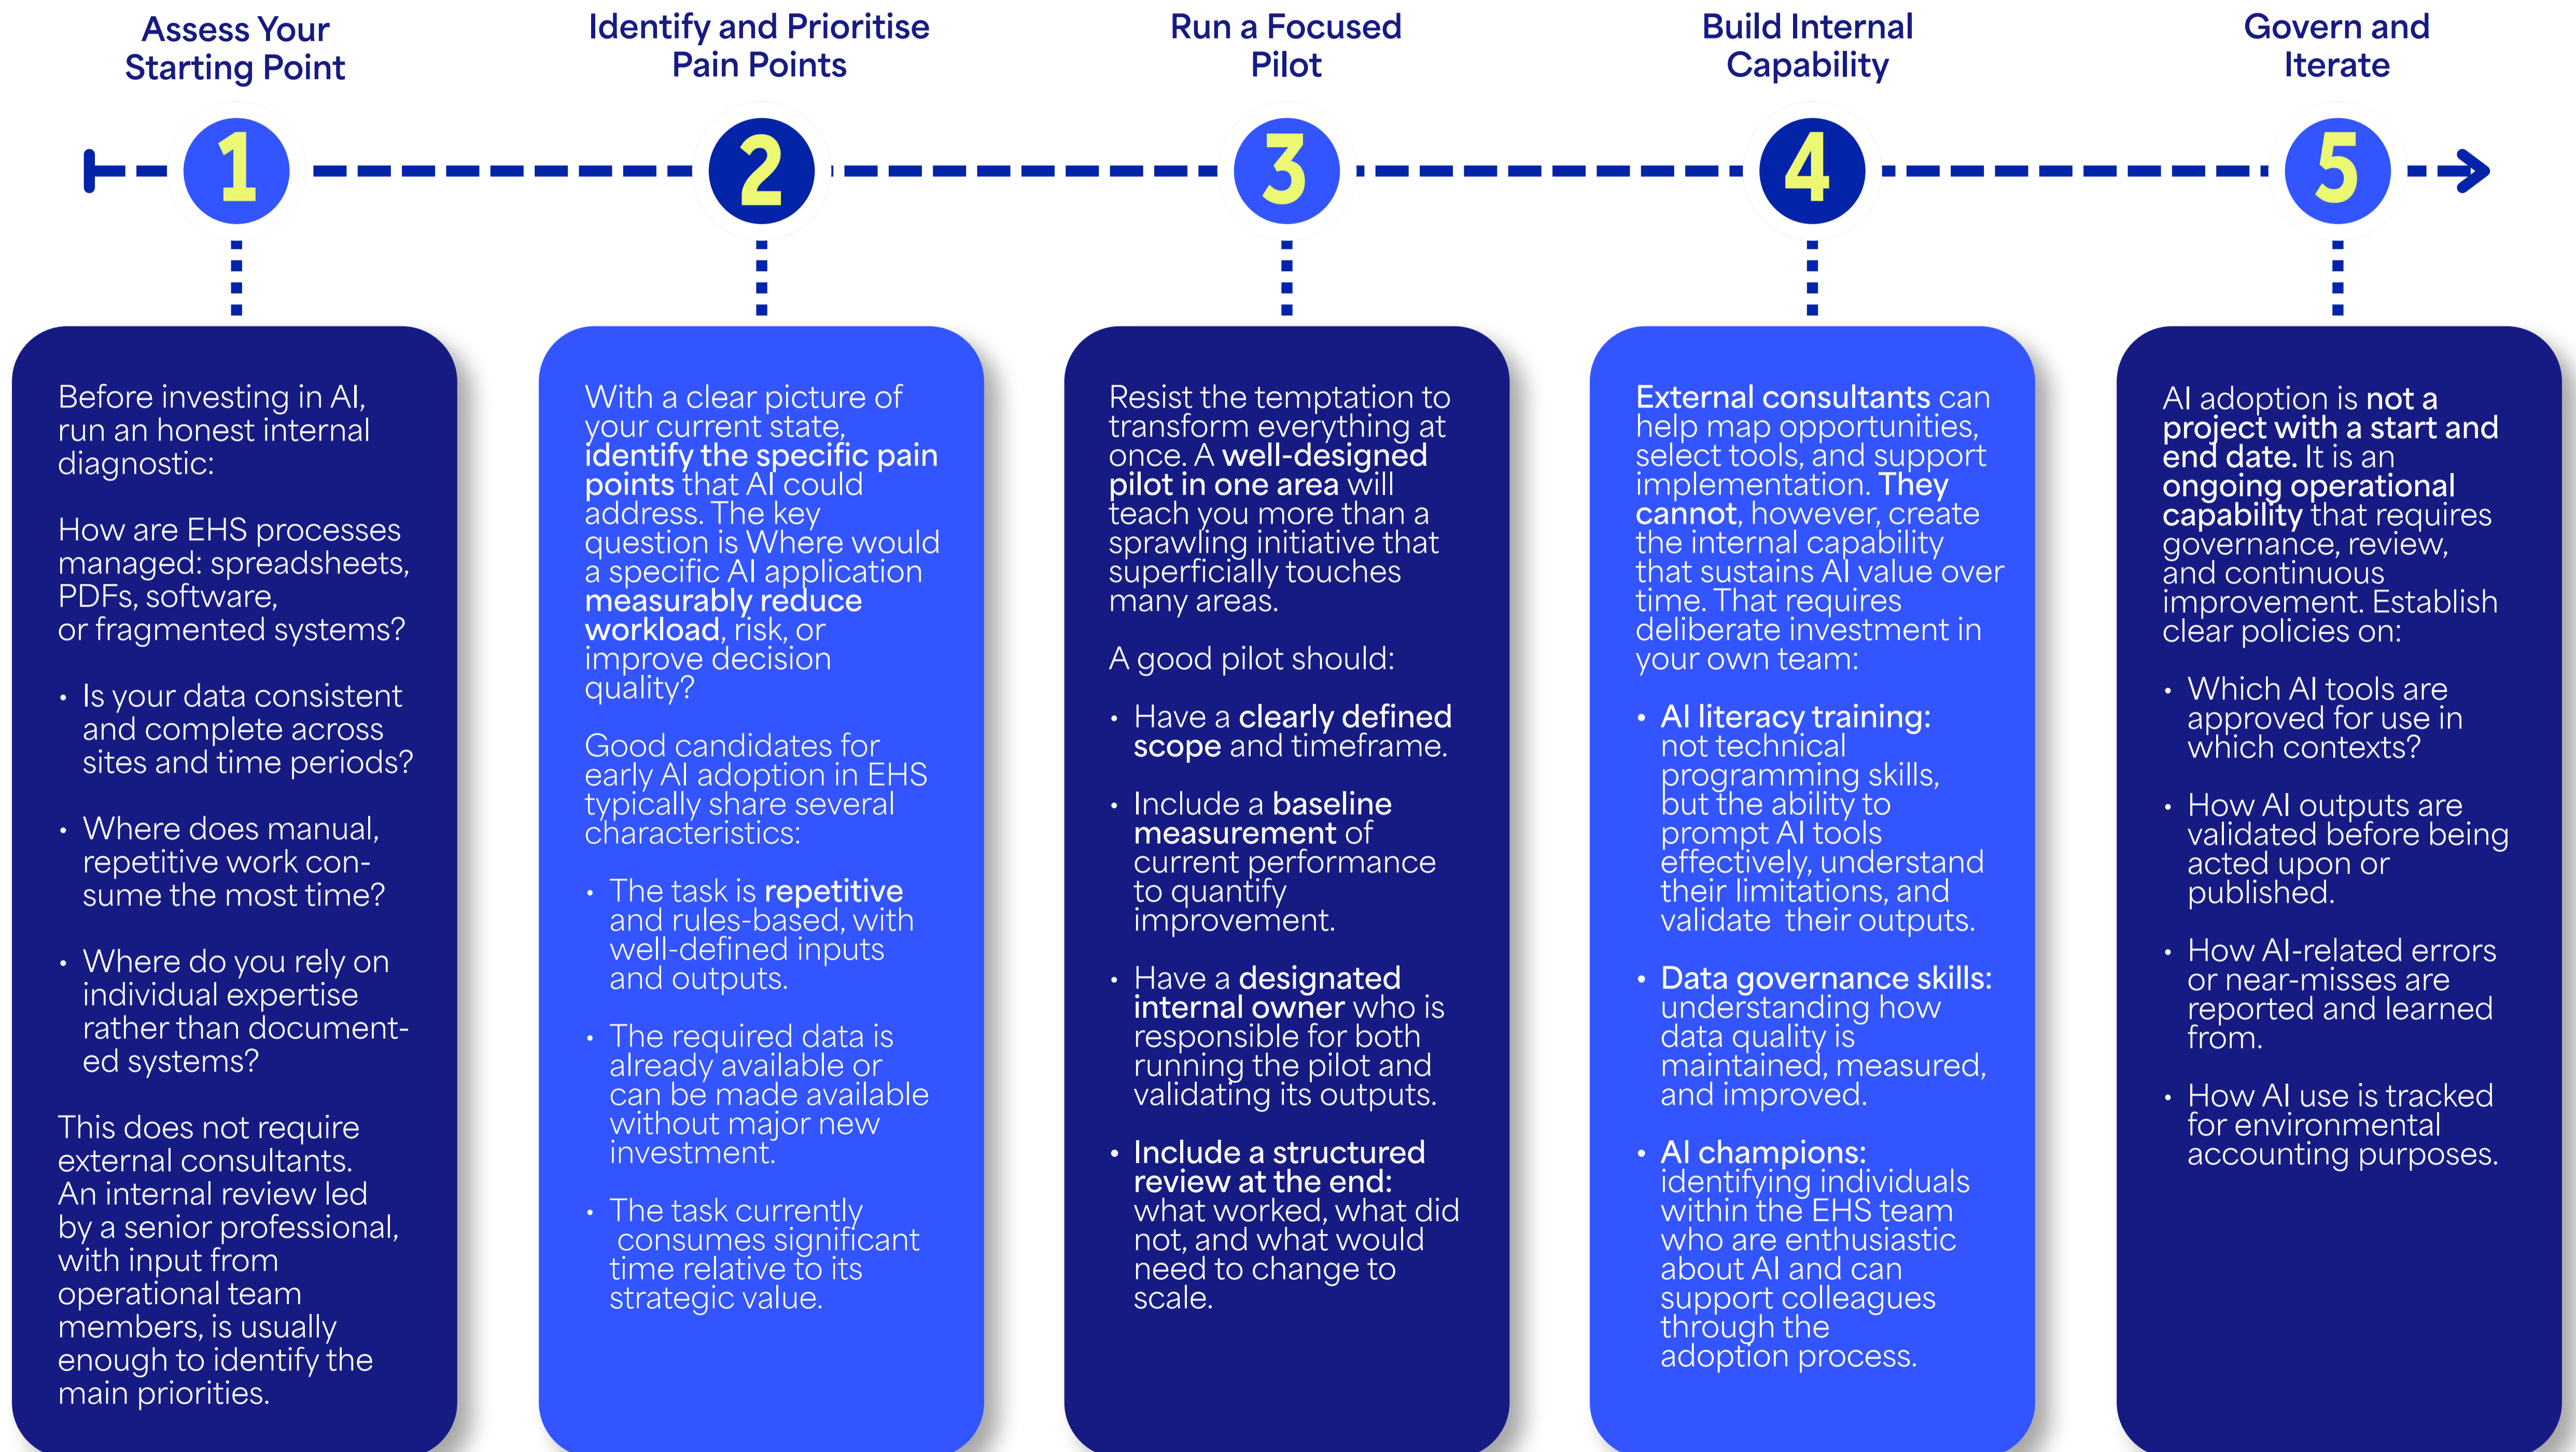 Assess Your
Starting Point
Identify and Prioritise
Pain Points
Run a Focused
Pilot
Build Internal
Capability
Govern and
Iterate
1
2
3
4
5
Before investing in AI,
run an honest internal
diagnostic:
How are EHS processes
managed: spreadsheets,
PDFs, software,
or fragmented systems?
• Is your data consistent
and complete across
sites and time periods?
• Where does manual,
repetitive work con-
sume the most time?
• Where do you rely on
individual expertise
rather than document-
ed systems?
This does not require
external consultants.
An internal review led
by a senior professional,
with input from
operational team
members, is usually
enough to identify the
main priorities.
With a clear picture of
your current state,
identify the specific pain
points that AI could
address. The key
question is Where would
a specific AI application
measurably reduce
workload, risk, or
improve decision
quality?
Good candidates for
early AI adoption in EHS
typically share several
characteristics:
• The task is repetitive
and rules-based, with
well-defined inputs
and outputs.
• The required data is
already available or
can be made available
without major new
investment.
• The task currently
consumes significant
time relative to its
strategic value.
Resist the temptation to
transform everything at
once. A well-designed
pilot in one area will
teach you more than a
sprawling initiative that
superficially touches
many areas.
A good pilot should:
• Have a clearly defined
scope and timeframe.
• Include a baseline
measurement of
current performance
to quantify
improvement.
• Have a designated
internal owner who is
responsible for both
running the pilot and
validating its outputs.
• Include a structured
review at the end:
what worked, what did
not, and what would
need to change to
scale.
External consultants can
help map opportunities,
select tools, and support
implementation. They
cannot, however, create
the internal capability
that sustains AI value over
time. That requires
deliberate investment in
your own team:
• AI literacy training:
not technical
programming skills,
but the ability to
prompt AI tools
effectively, understand
their limitations, and
validate their outputs.
• Data governance skills:
understanding how
data quality is
maintained, measured,
and improved.
• AI champions:
identifying individuals
within the EHS team
who are enthusiastic
about AI and can
support colleagues
through the
adoption process.
AI adoption is not a
project with a start and
end date. It is an
ongoing operational
capability that requires
governance, review,
and continuous
improvement. Establish
clear policies on:
• Which AI tools are
approved for use in
which contexts?
• How AI outputs are
validated before being
acted upon or
published.
• How AI-related errors
or near-misses are
reported and learned
from.
• How AI use is tracked
for environmental
accounting purposes.